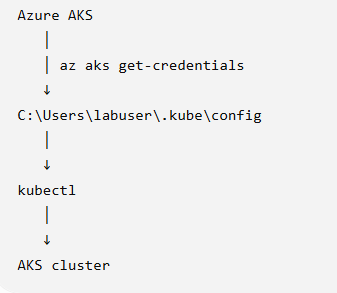 Azure AKS
az aks get-credentials
C:\Users\labuser\.kube\config
kubectl
AKS cluster